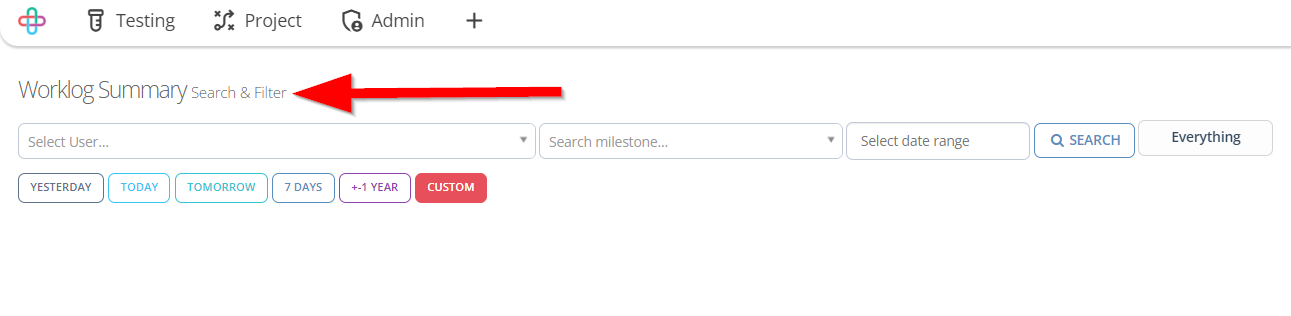 Testing Project Admin +
Worklog Summary Search & Filter
Select User... Search milestone... Select date range SEARCH Everything
YESTERDAY TODAY TOMORROW 7 DAYS +-1 YEAR CUSTOM